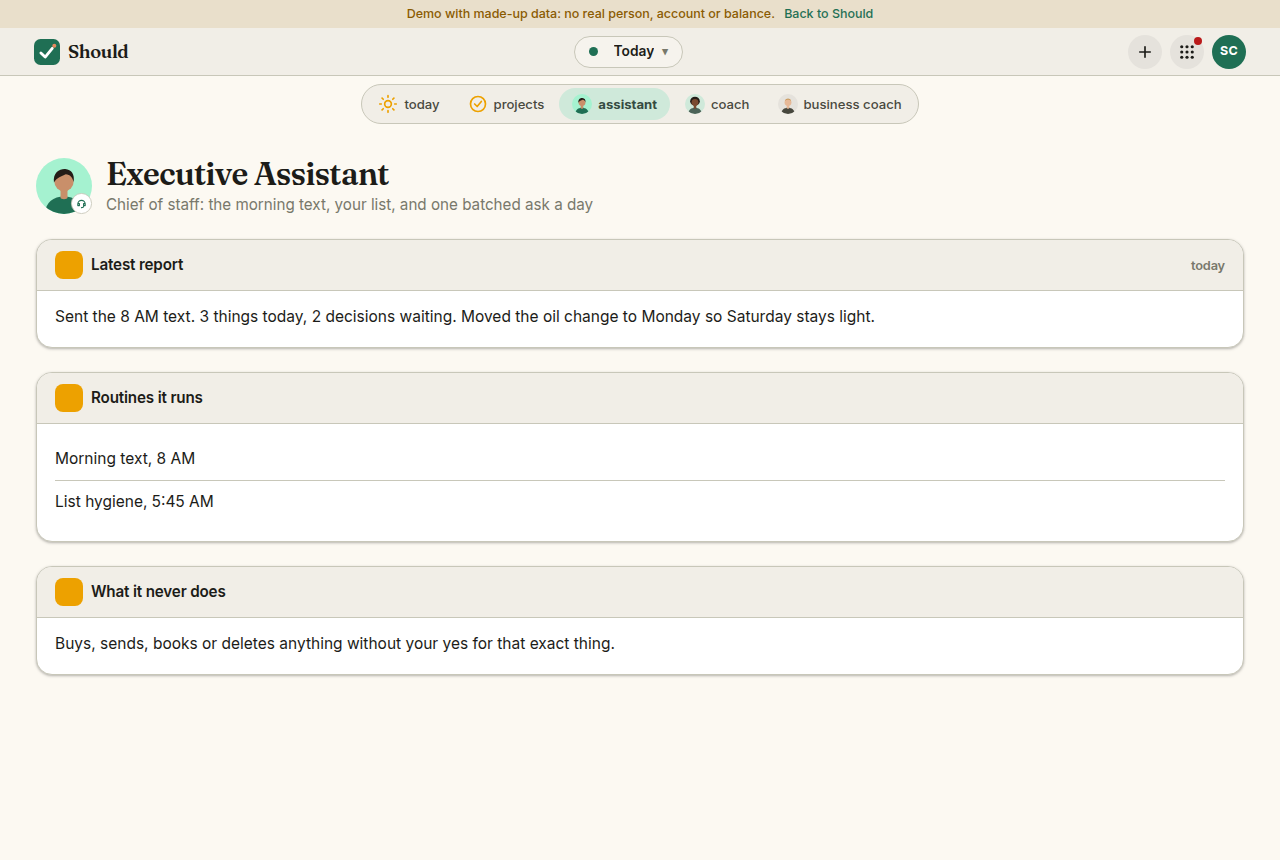 Demo with made-up data: no real person, account or balance. Back to Should
Should
Today
SC
today
projects
assistant
coach
business coach
Executive Assistant
Chief of staff: the morning text, your list, and one batched ask a day
Latest report
today
Sent the 8 AM text. 3 things today, 2 decisions waiting. Moved the oil change to Monday so Saturday stays light.
Routines it runs
Morning text, 8 AM
List hygiene, 5:45 AM
What it never does
Buys, sends, books or deletes anything without your yes for that exact thing.